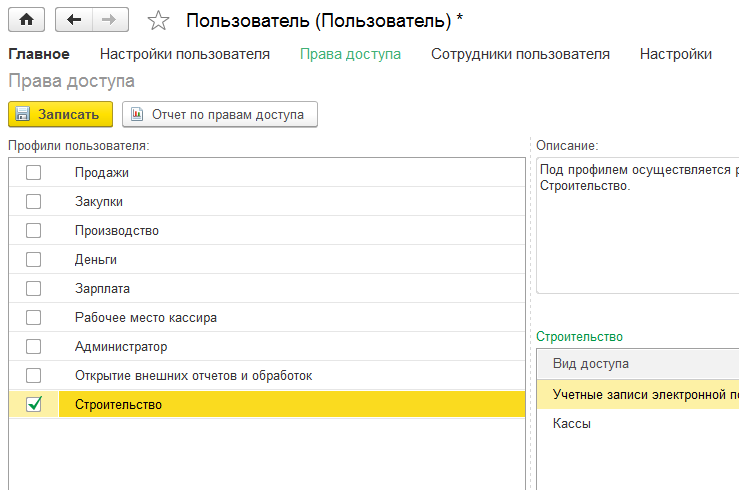 Пользователь (Пользователь) *
Главное Настройки пользователя Права доступа Сотрудники пользователя Настройки
Права доступа
Записать Отчет по правам доступа
Профили пользователя:
Продажи
Закупки
Производство
Деньги
Зарплата
Рабочее место кассира
Администратор
Открытие внешних отчетов и обработок
Строительство
Описание:
Под профилем осуществляется
Строительство.
Строительство
Вид доступа
Учетные записи электронной
Кассы